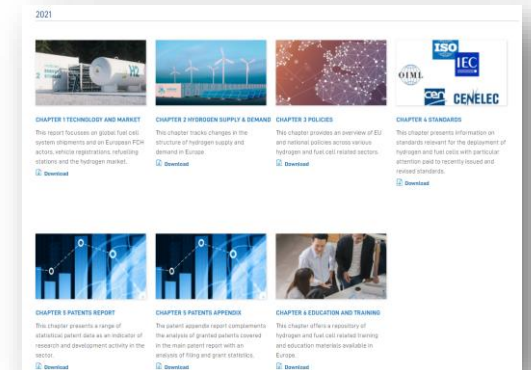 2021
H2
ISO
IEC
OIML
cen
CENELEC
CHAPTER 1 TECHNOLOGY AND MARKET
This report focusses on global fuel cell
system shipments and on European FCH
actors, vehicle registrations, refuelling
stations and the hydrogen market.
Download
CHAPTER 2 HYDROGEN SUPPLY & DEMAND
This chapter tracks changes in the
structure of hydrogen supply and
demand in Europe.
Download
CHAPTER 3 POLICIES
This chapter provides an overview of EU
and national policies across various
hydrogen and fuel cell related sectors.
Download
CHAPTER 4 STANDARDS
This chapter presents information on
standards relevant for the deployment of
hydrogen and fuel cells with particular
attention paid to recently issued and
revised standards.
Download
CHAPTER 5 PATENTS REPORT
This chapter presents a range of
statistical patent data as an indicator of
research and development activity in the
sector.
Download
CHAPTER 5 PATENTS APPENDIX
The patent appendix report complements
the analysis of granted patents covered
in the main patent report with an
analysis of filing and grant statistics.
Download
CHAPTER 6 EDUCATION AND TRAINING
This chapter offers a repository of
hydrogen and fuel cell related training
and education materials available in
Europe.
Download